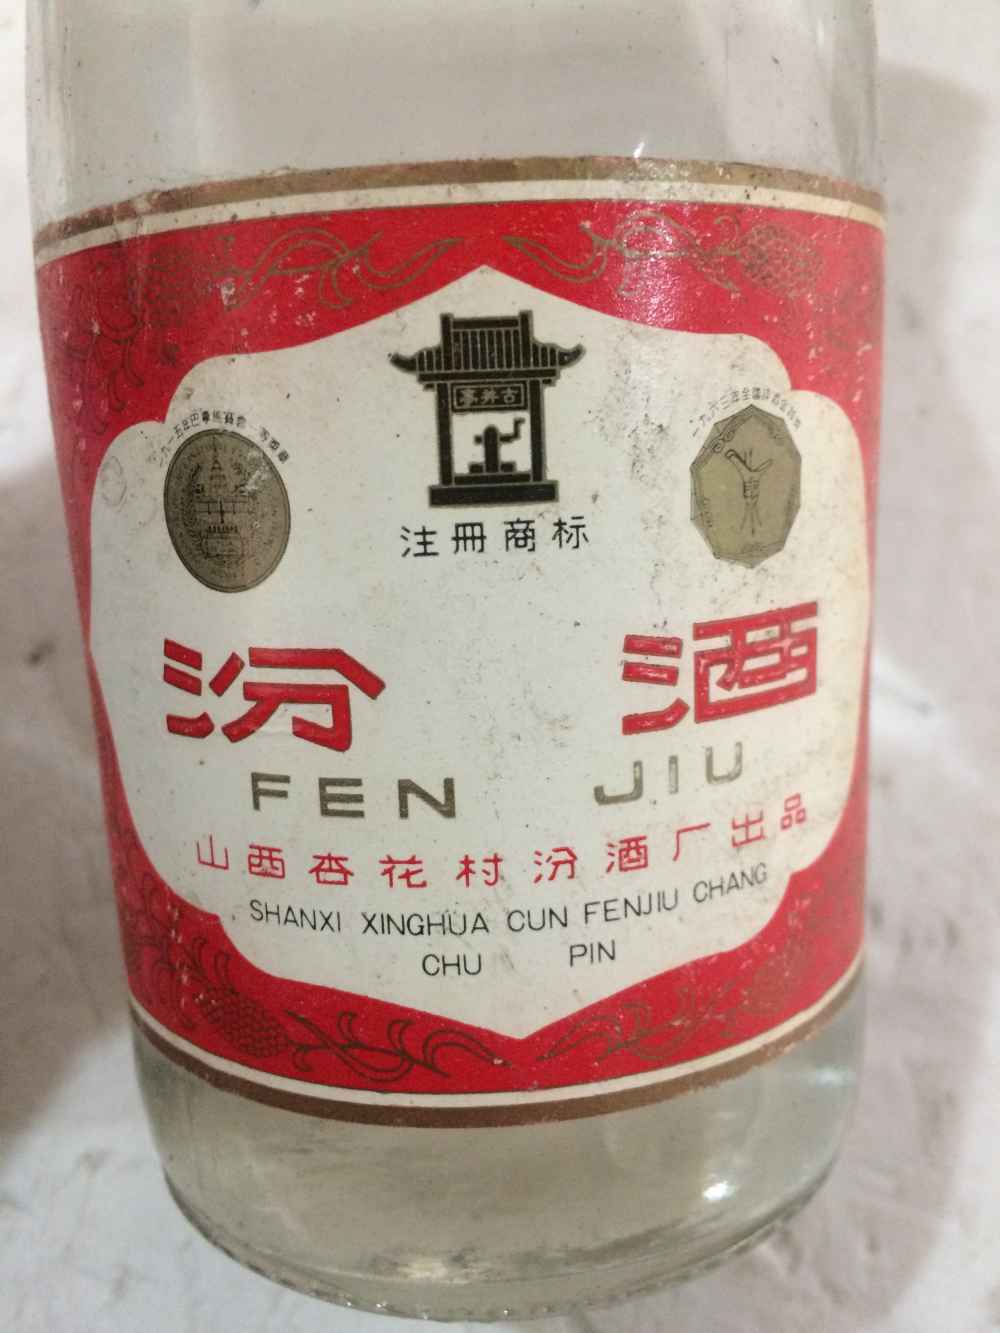 古井亭
注册商标
汾酒
FEN JIU
山西杏花村汾酒厂出品
SHANXI XINGHUA CUN FENJIU CHANG
CHU PIN